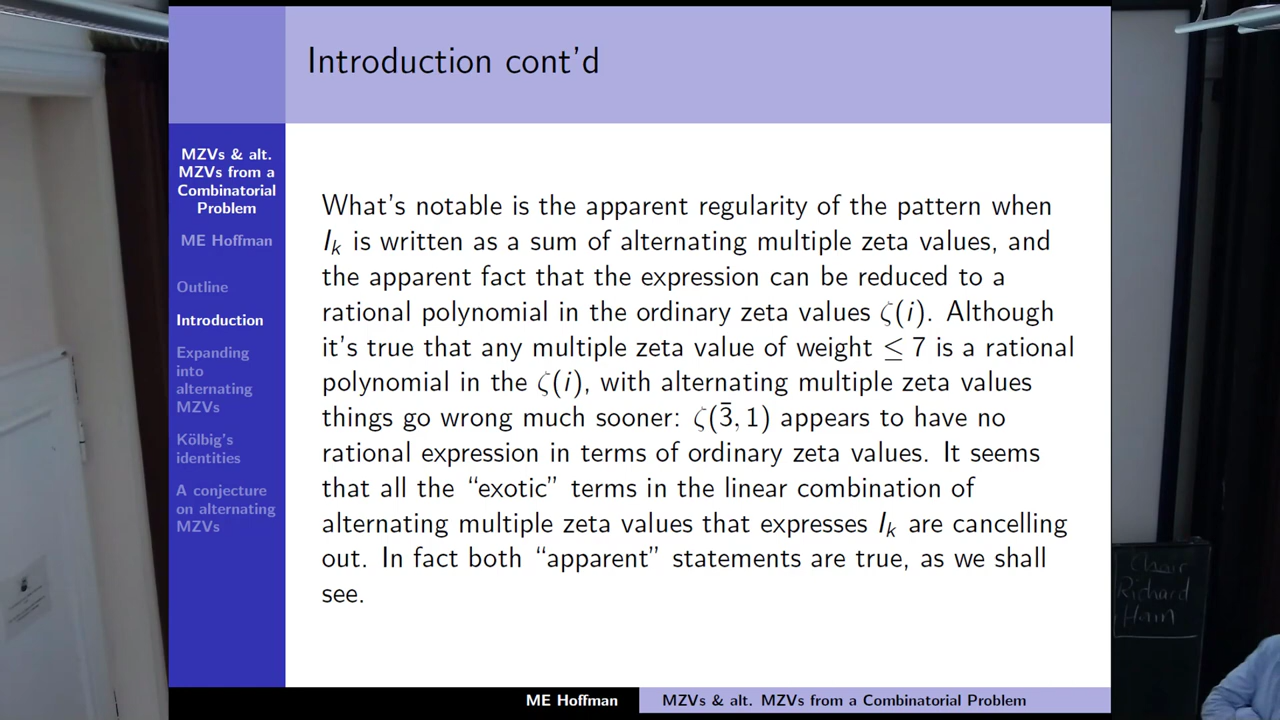 Introduction cont'd
MZVs & alt.
MZVs from a
Combinatorial
Problem
ME Hoffman
Outline
Introduction
Expanding
into
alternating
MZVs
Kölbig's
identities
A conjecture
on alternating
MZVs
What's notable is the apparent regularity of the pattern when
I_k is written as a sum of alternating multiple zeta values, and
the apparent fact that the expression can be reduced to a
rational polynomial in the ordinary zeta values ζ(i). Although
it's true that any multiple zeta value of weight ≤ 7 is a rational
polynomial in the ζ(i), with alternating multiple zeta values
things go wrong much sooner: ζ(3̄, 1) appears to have no
rational expression in terms of ordinary zeta values. It seems
that all the “exotic” terms in the linear combination of
alternating multiple zeta values that expresses I_k are cancelling
out. In fact both “apparent” statements are true, as we shall
see.
ME Hoffman
MZVs & alt. MZVs from a Combinatorial Problem
Chair
Richard
Hain